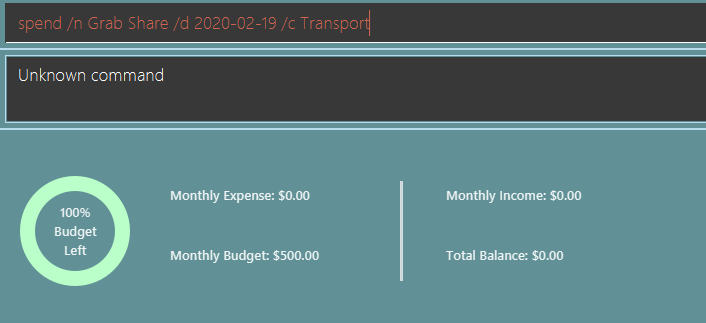 spend /n Grab Share /d 2020-02-19 /c Transport
Unknown command
100%
Budget
Left
Monthly Expense: $0.00
Monthly Budget: $500.00
Monthly Income: $0.00
Total Balance: $0.00